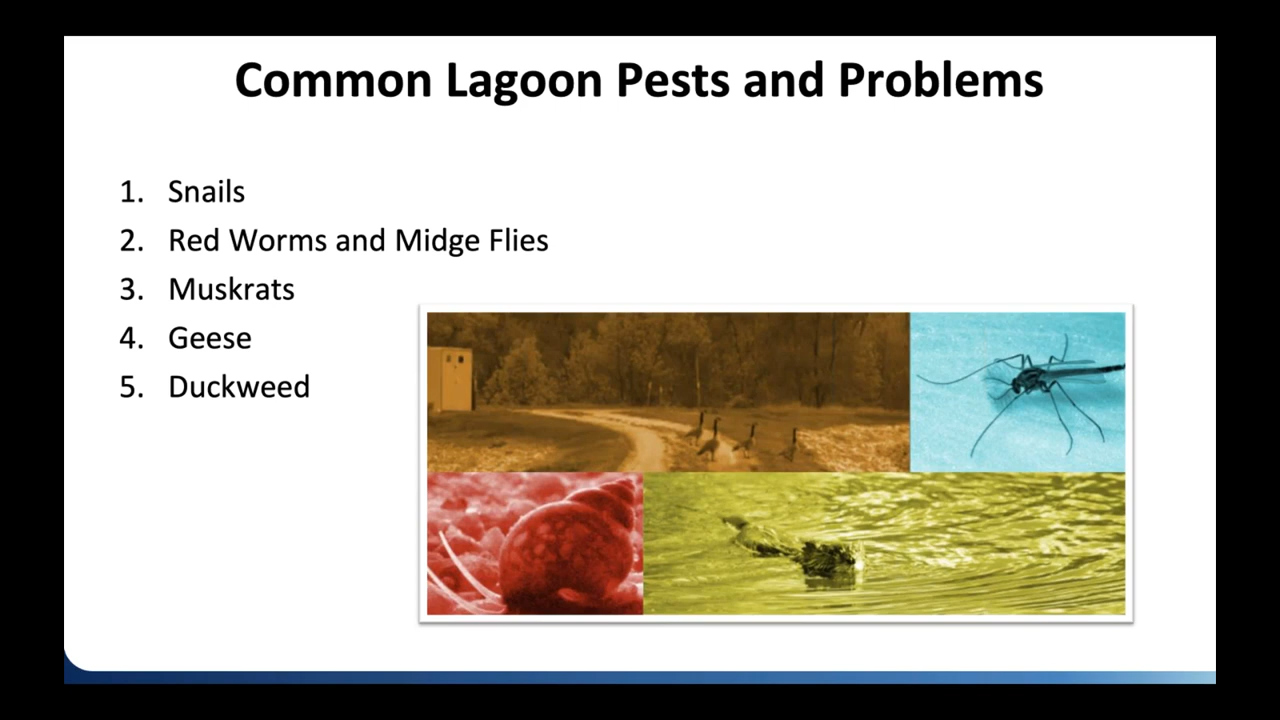 Common Lagoon Pests and Problems
1. Snails
2. Red Worms and Midge Flies
3. Muskrats
4. Geese
5. Duckweed